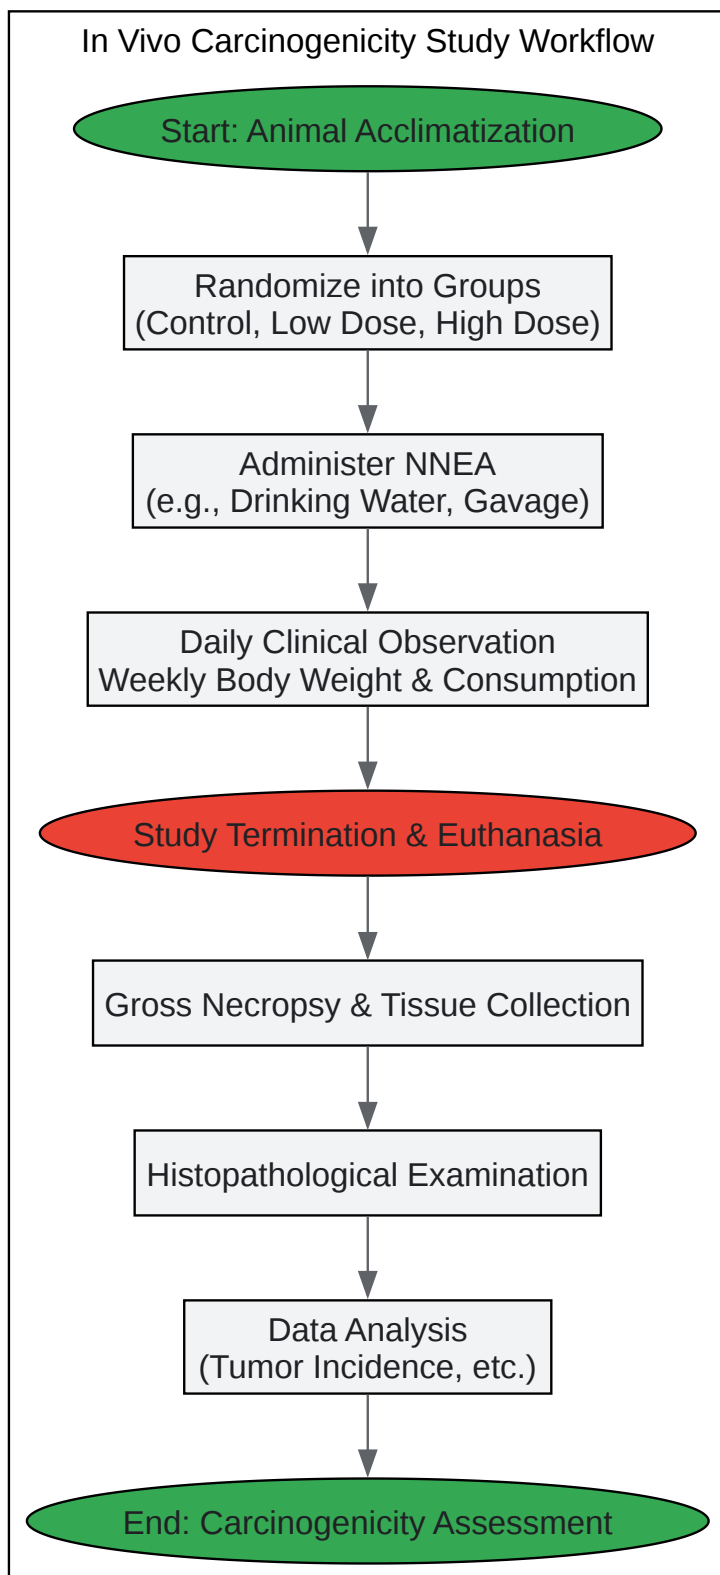 In Vivo Carcinogenicity Study Workflow
Start: Animal Acclimatization
Randomize into Groups
(Control, Low Dose, High Dose)
Administer NNEA
(e.g., Drinking Water, Gavage)
Daily Clinical Observation
Weekly Body Weight & Consumption
Study Termination & Euthanasia
Gross Necropsy & Tissue Collection
Histopathological Examination
Data Analysis
(Tumor Incidence, etc.)
End: Carcinogenicity Assessment